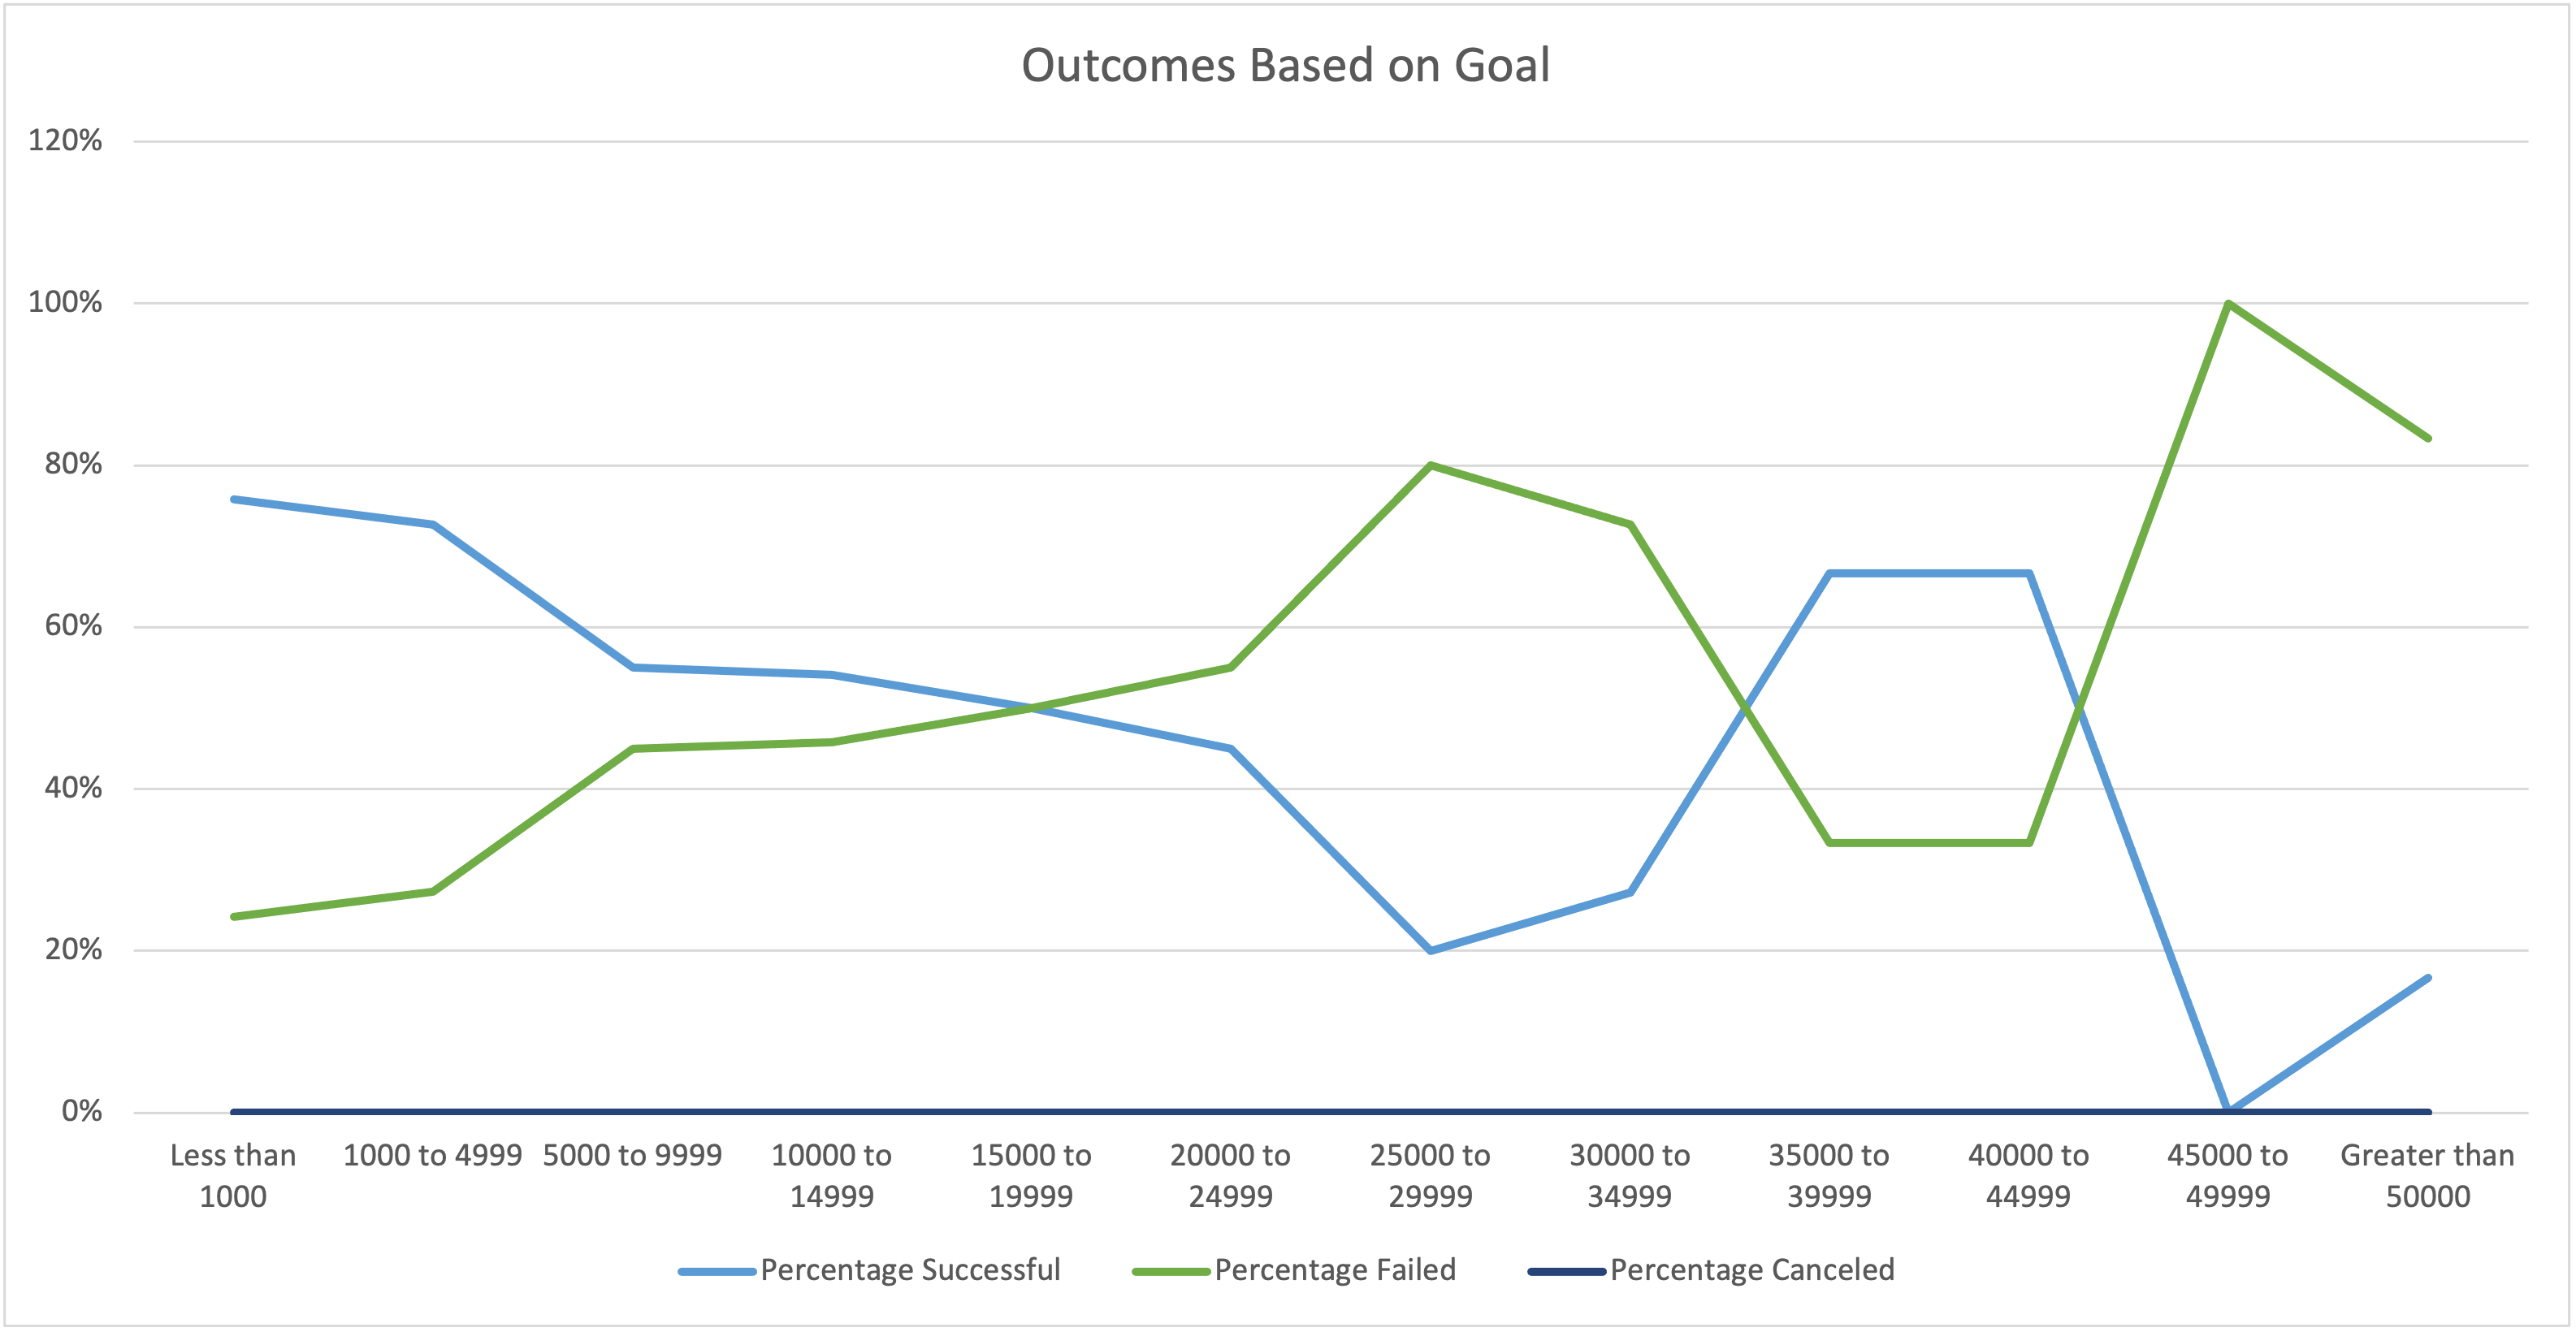 Outcomes Based on Goal
120%
100%
80%
60%
40%
20%
0%
Less than 1000 to 4999 5000 to 9999 10000 to 15000 to 20000 to 25000 to 30000 to 35000 to 40000 to 45000 to Greater than
1000 14999 19999 24999 29999 34999 39999 44999 49999 50000
Percentage Successful Percentage Failed Percentage Canceled